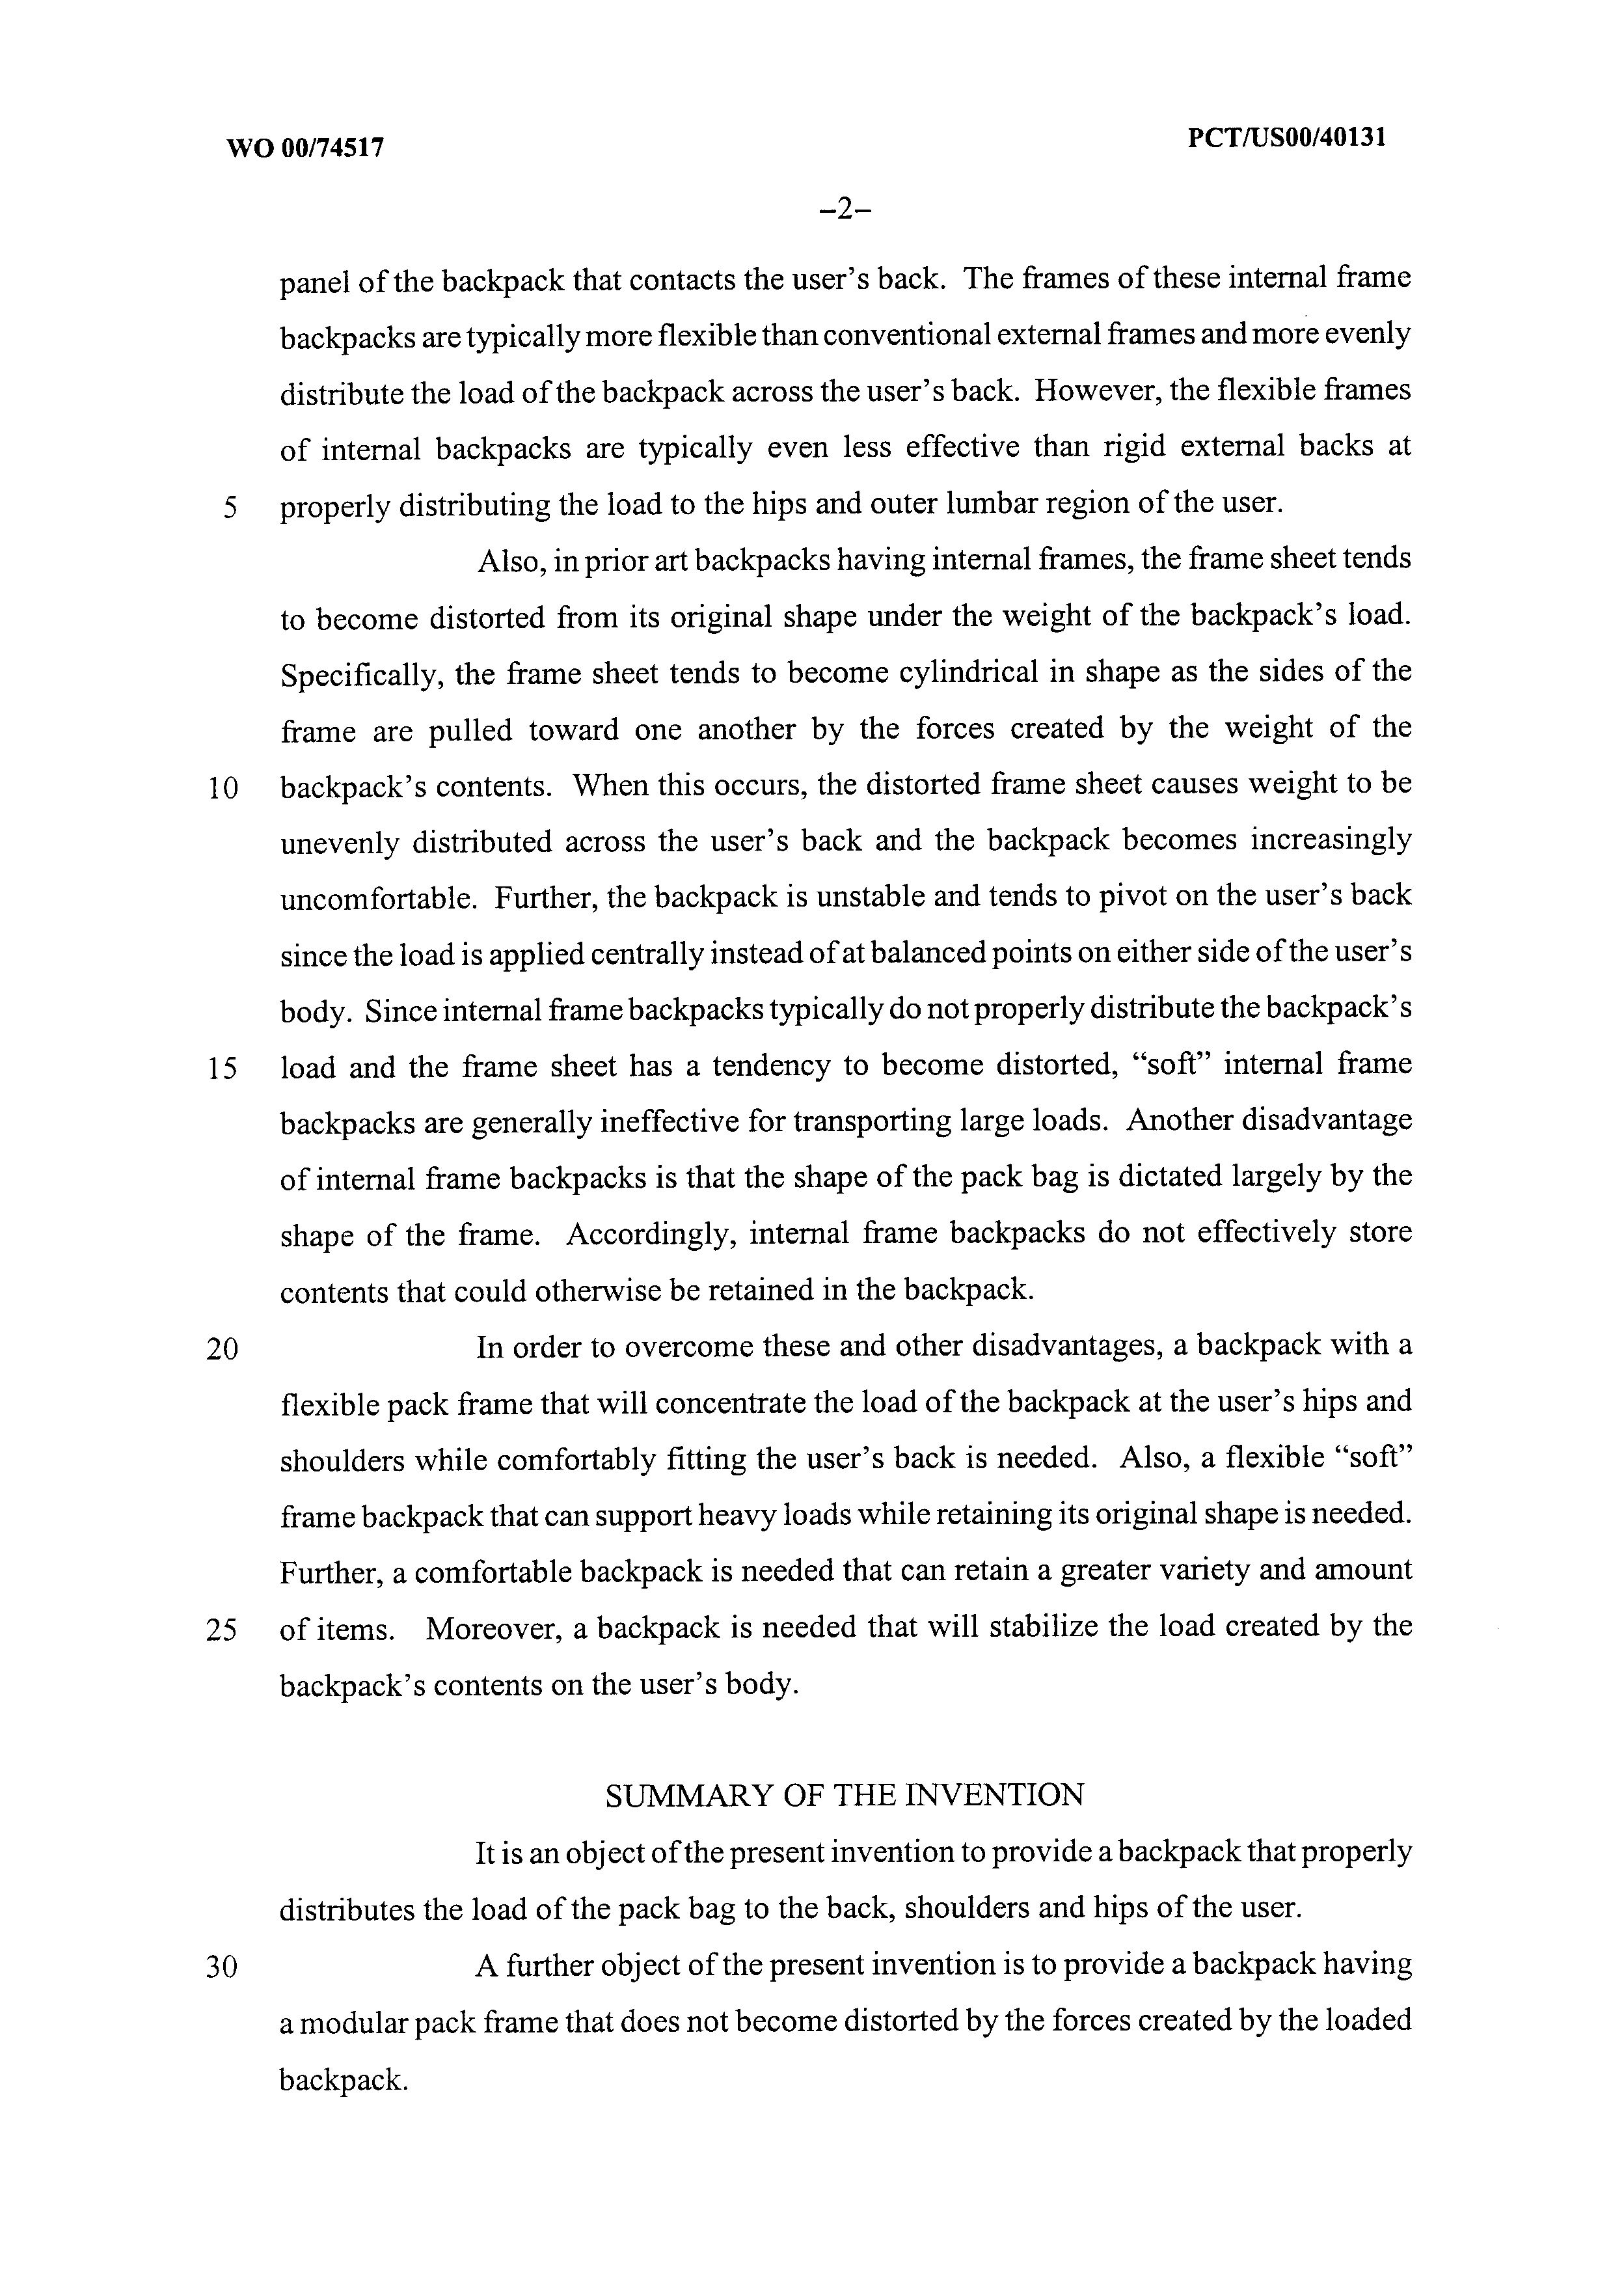 WO 00/74517 PCT/US00/40131
–2–
panel of the backpack that contacts the user's back. The frames of these internal frame
backpacks are typically more flexible than conventional external frames and more evenly
distribute the load of the backpack across the user's back. However, the flexible frames
of internal backpacks are typically even less effective than rigid external backs at
5 properly distributing the load to the hips and outer lumbar region of the user.
Also, in prior art backpacks having internal frames, the frame sheet tends
to become distorted from its original shape under the weight of the backpack's load.
Specifically, the frame sheet tends to become cylindrical in shape as the sides of the
frame are pulled toward one another by the forces created by the weight of the
10 backpack's contents. When this occurs, the distorted frame sheet causes weight to be
unevenly distributed across the user's back and the backpack becomes increasingly
uncomfortable. Further, the backpack is unstable and tends to pivot on the user's back
since the load is applied centrally instead of at balanced points on either side of the user's
body. Since internal frame backpacks typically do not properly distribute the backpack's
15 load and the frame sheet has a tendency to become distorted, “soft” internal frame
backpacks are generally ineffective for transporting large loads. Another disadvantage
of internal frame backpacks is that the shape of the pack bag is dictated largely by the
shape of the frame. Accordingly, internal frame backpacks do not effectively store
contents that could otherwise be retained in the backpack.
20 In order to overcome these and other disadvantages, a backpack with a
flexible pack frame that will concentrate the load of the backpack at the user's hips and
shoulders while comfortably fitting the user's back is needed. Also, a flexible “soft”
frame backpack that can support heavy loads while retaining its original shape is needed.
Further, a comfortable backpack is needed that can retain a greater variety and amount
25 of items. Moreover, a backpack is needed that will stabilize the load created by the
backpack's contents on the user's body.
SUMMARY OF THE INVENTION
It is an object of the present invention to provide a backpack that properly
distributes the load of the pack bag to the back, shoulders and hips of the user.
30 A further object of the present invention is to provide a backpack having
a modular pack frame that does not become distorted by the forces created by the loaded
backpack.